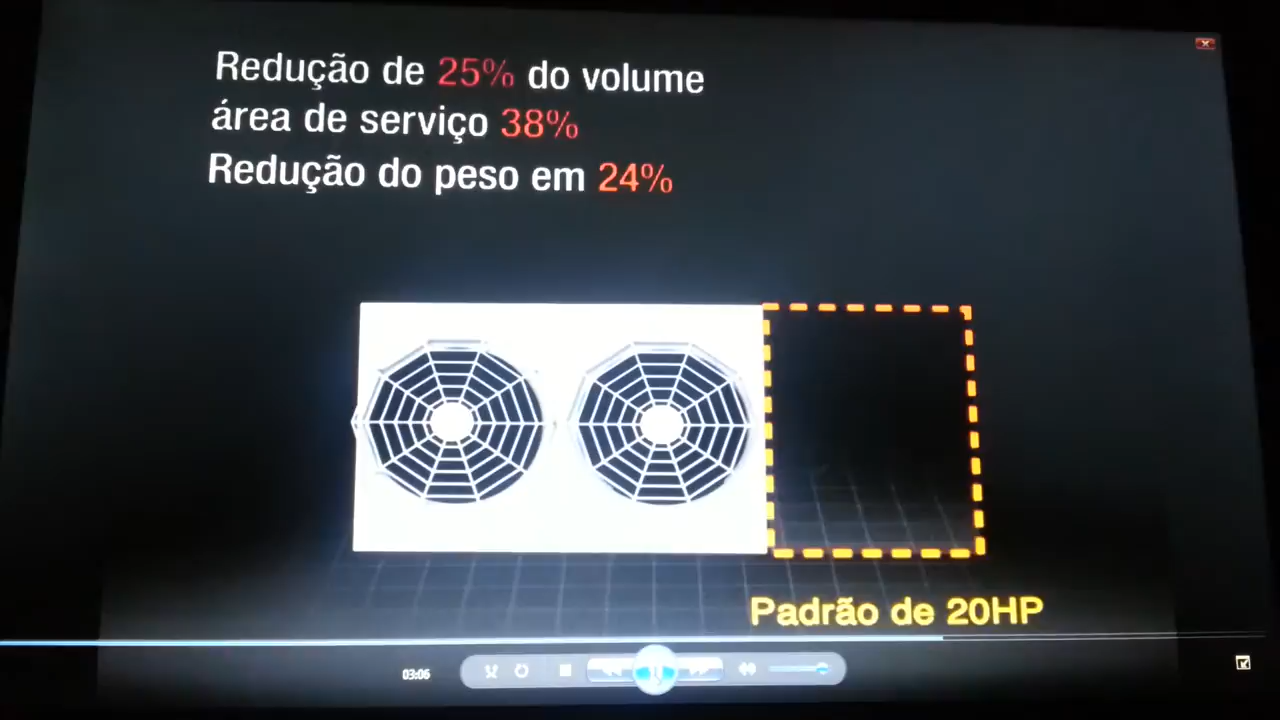 Redução de 25% do volume
área de serviço 38%
Redução do peso em 24%
Padrão de 20HP
03:06